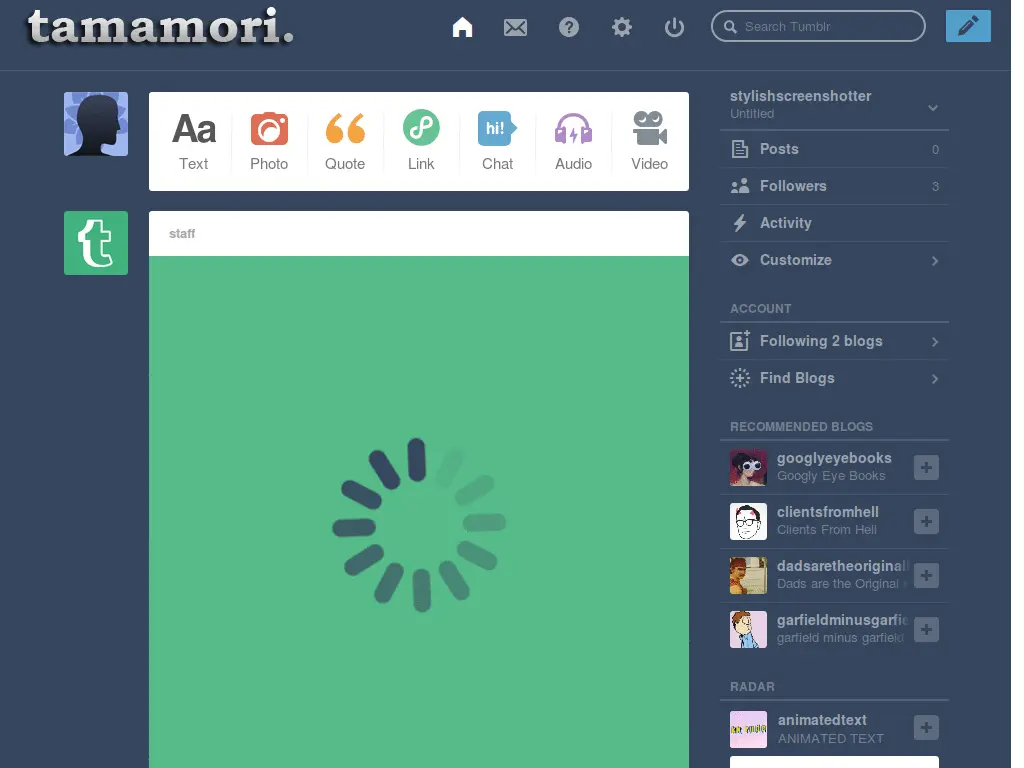 tamamori.
Search Tumblr
Aa
hi!
Text
Photo
Quote
Link
Chat
Audio
Video
t
staff
stylishscreenshotter
Untitled
Posts 0
Followers 3
Activity
Customize
ACCOUNT
Following 2 blogs
Find Blogs
RECOMMENDED BLOGS
googlyeyebooks
Googly Eye Books
clientsfromhell
Clients From Hell
dadsaretheoriginal
Dads are the Original
garfieldminusgarfie
garfield minus garfield
RADAR
animatedtext
ANIMATED TEXT